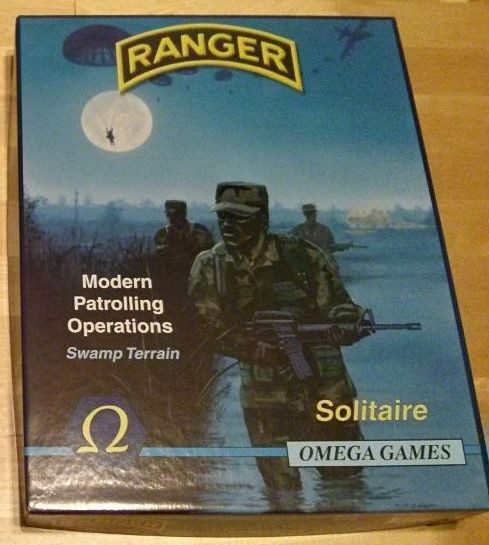 RANGER
Modern
Patrolling
Operations
Swamp Terrain
Solitaire
Ω
OMEGA GAMES